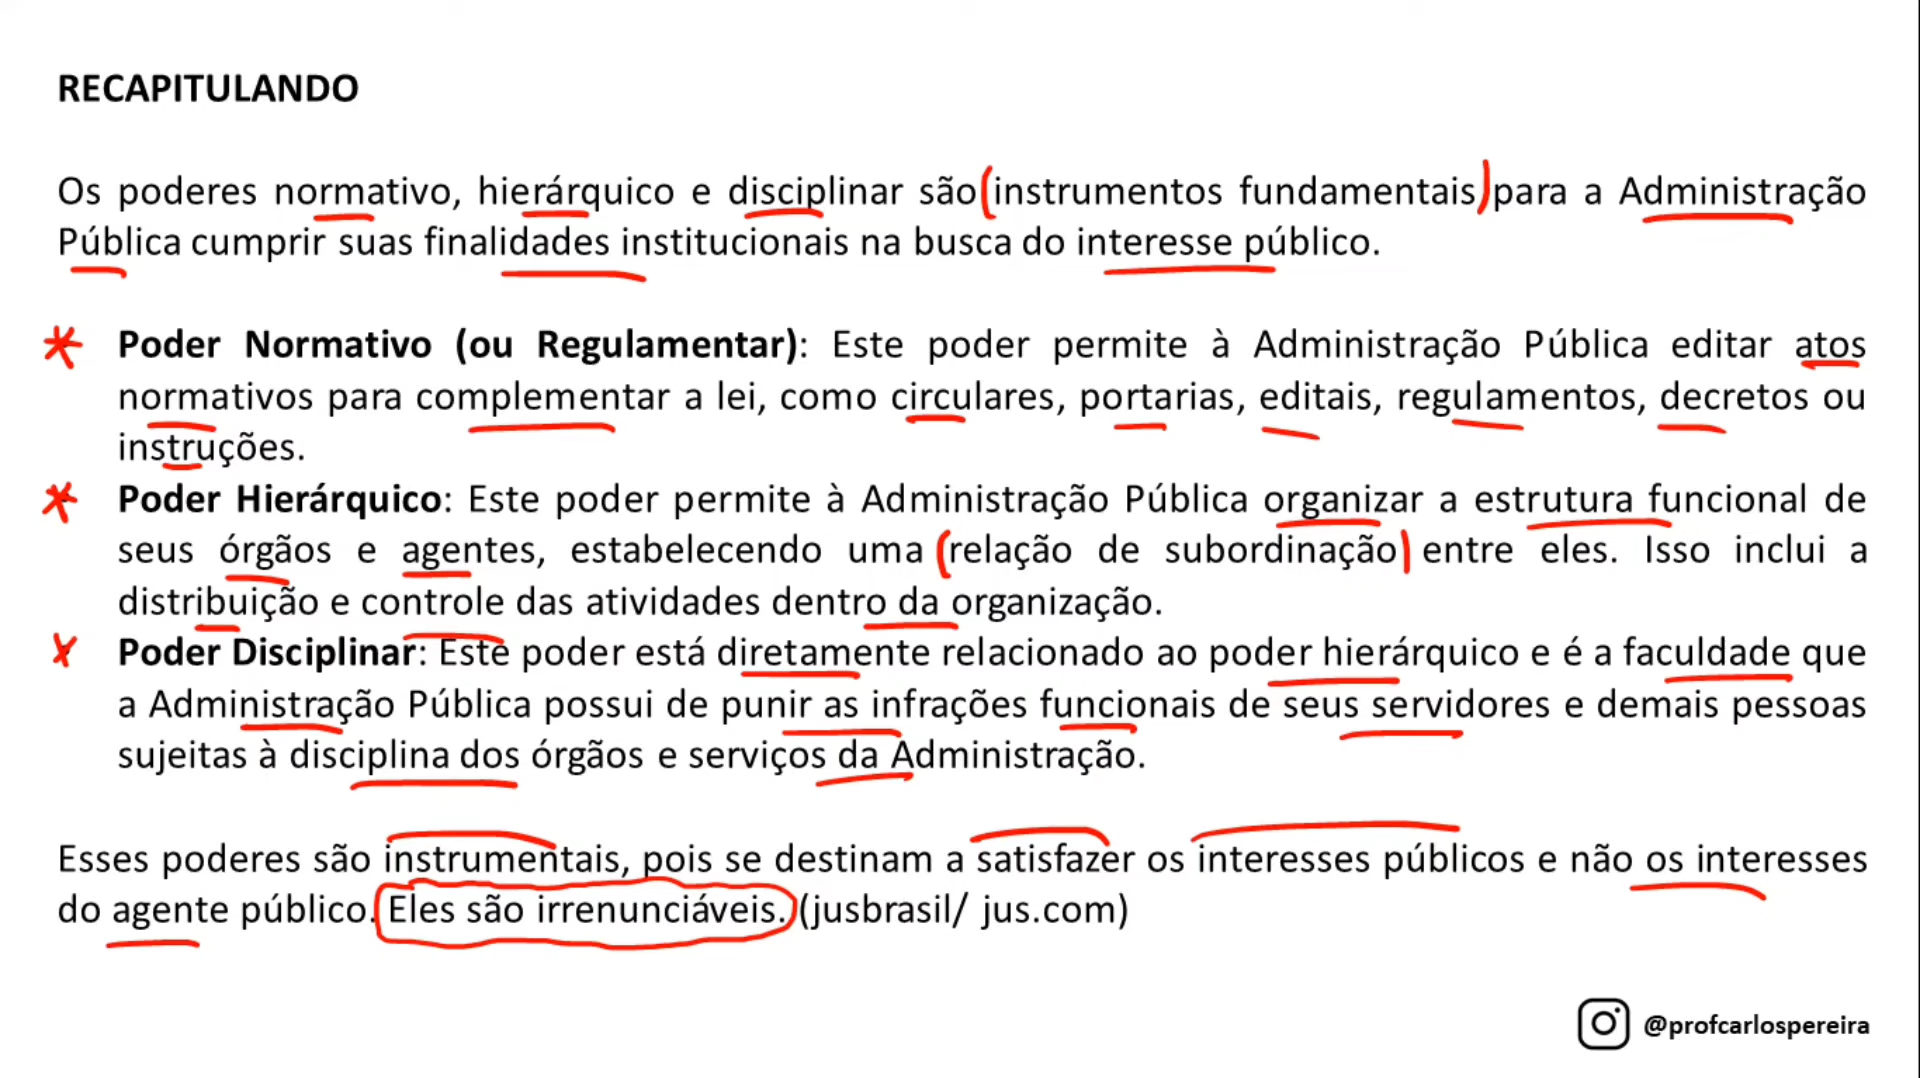 RECAPITULANDO
Os poderes normativo, hierárquico e disciplinar são instrumentos fundamentais para a Administração
Pública cumprir suas finalidades institucionais na busca do interesse público.
Poder Normativo (ou Regulamentar): Este poder permite à Administração Pública editar atos
normativos para complementar a lei, como circulares, portarias, editais, regulamentos, decretos ou
instruções.
Poder Hierárquico: Este poder permite à Administração Pública organizar a estrutura funcional de
seus órgãos e agentes, estabelecendo uma relação de subordinação entre eles. Isso inclui a
distribuição e controle das atividades dentro da organização.
Poder Disciplinar: Este poder está diretamente relacionado ao poder hierárquico e é a faculdade que
a Administração Pública possui de punir as infrações funcionais de seus servidores e demais pessoas
sujeitas à disciplina dos órgãos e serviços da Administração.
Esses poderes são instrumentais, pois se destinam a satisfazer os interesses públicos e não os interesses
do agente público. Eles são irrenunciáveis. (jusbrasil/ jus.com)
@profcarlospereira